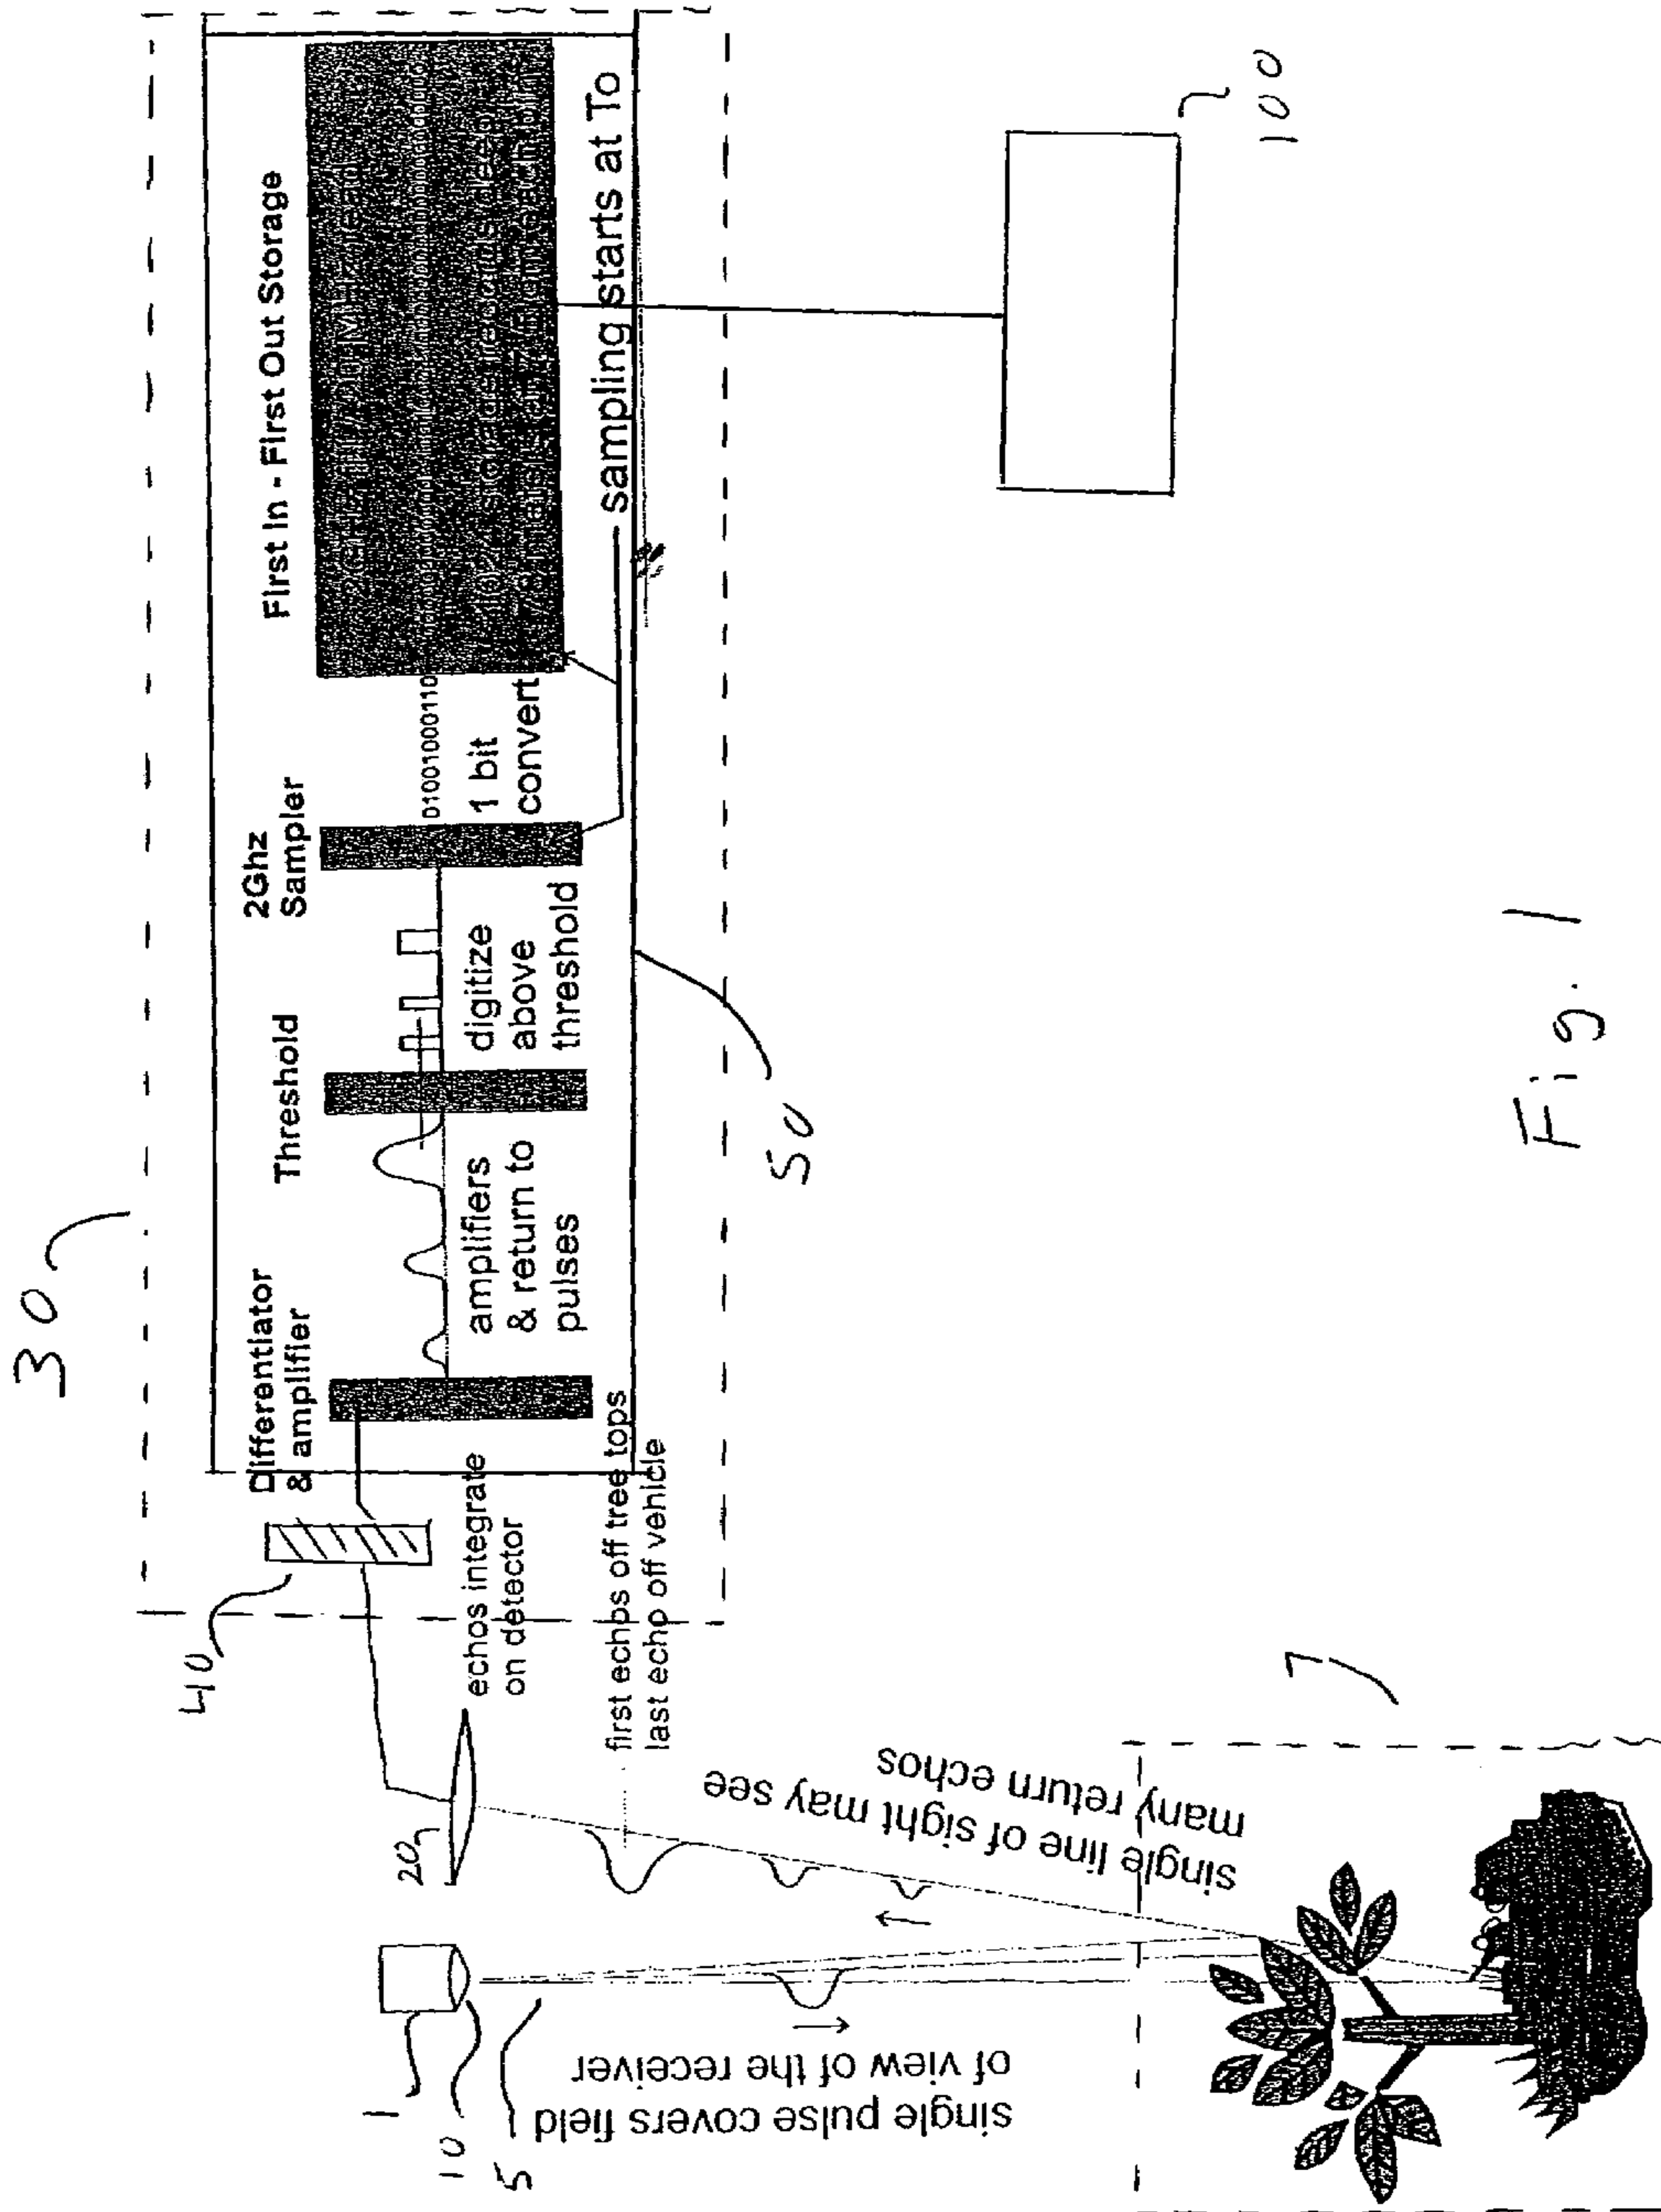 30
First In - First Out Storage
2Ghz
Sampler
Threshold
Differentiator
& amplifier
01001000110
1 bit
convert
digitize
above
threshold
amplifiers
& return to
pulses
sampling starts at To
40
echos integrate
on detector
first echos off tree tops
last echo off vehicle
50
100
20
1
10
5
single pulse covers field
of view of the receiver
single line of sight may see
many return echos
7
Fig. 1